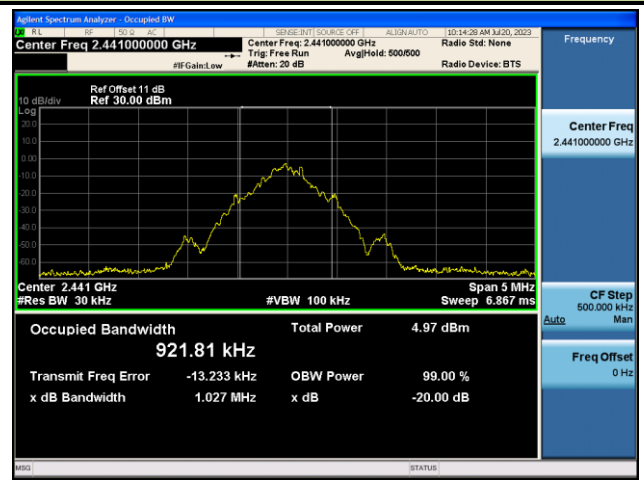 Agilent Spectrum Analyzer - Occupied BW
RL RF 50 Ω AC SENSE:INT SOURCE OFF ALIGN AUTO 10:14:28 AM Jul 20, 2023
Center Freq 2.441000000 GHz Center Freq: 2.441000000 GHz Radio Std: None
Trig: Free Run Avg|Hold: 500/500
#IFGain:Low #Atten: 20 dB Radio Device: BTS
Ref Offset 11 dB
10 dB/div Ref 30.00 dBm
Log
20.0
10.0
0.00
-10.0
-20.0
-30.0
-40.0
-50.0
-60.0
Center 2.441 GHz Span 5 MHz
#Res BW 30 kHz #VBW 100 kHz Sweep 6.867 ms
Occupied Bandwidth Total Power 4.97 dBm
921.81 kHz
Transmit Freq Error -13.233 kHz OBW Power 99.00 %
x dB Bandwidth 1.027 MHz x dB -20.00 dB
MSG STATUS
Frequency
Center Freq
2.441000000 GHz
CF Step
500.000 kHz
Auto Man
Freq Offset
0 Hz